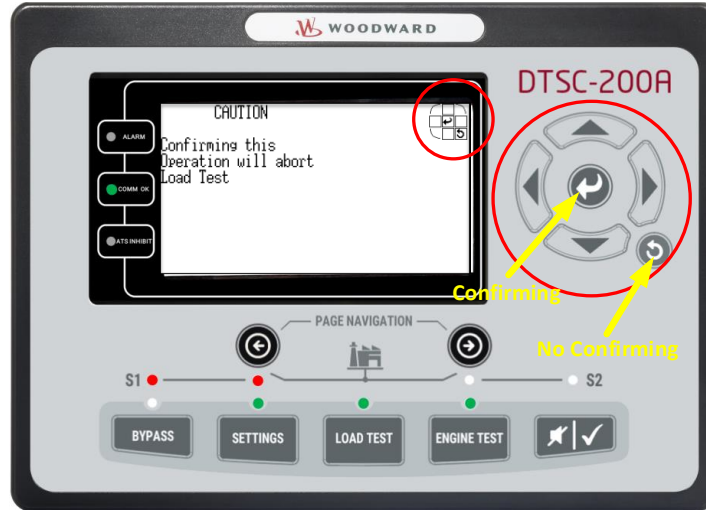 WOODWARD
DTSC-200A
CAUTION
Confirming this
Operation will abort
Load Test
ALARM
COMM OK
ATS INHIBIT
Confirming
No Confirming
PAGE NAVIGATION
S1
S2
BYPASS
SETTINGS
LOAD TEST
ENGINE TEST